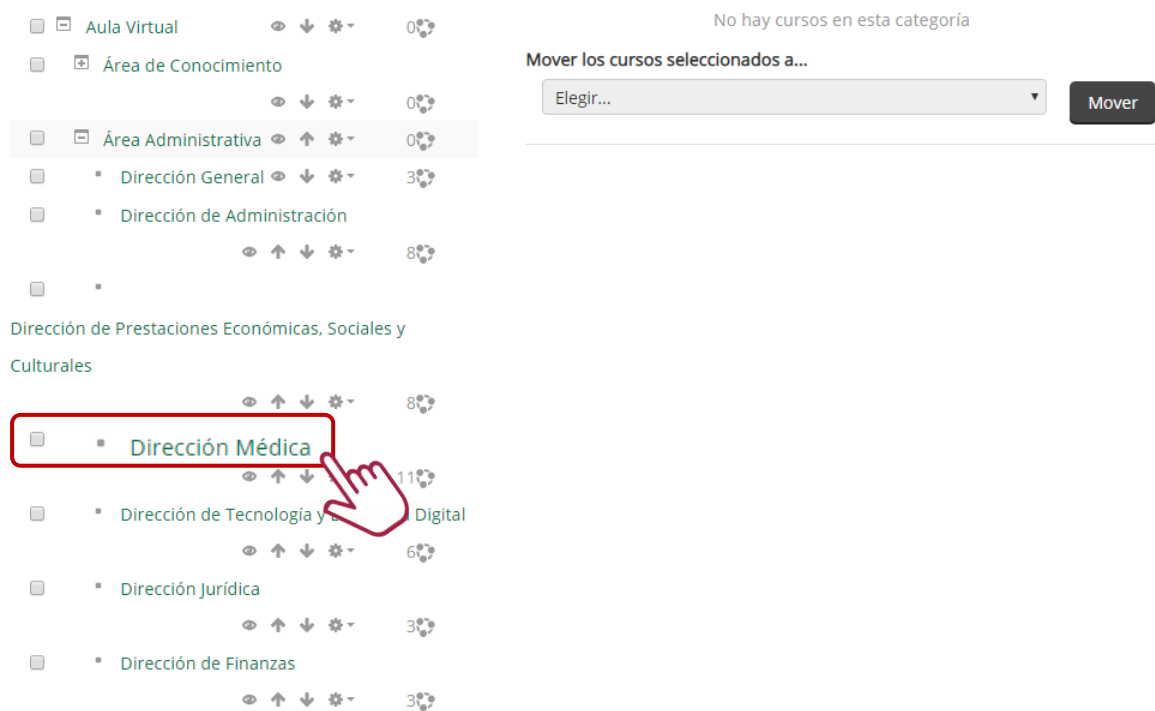 Aula Virtual 0
Área de Conocimiento
0
Área Administrativa 0
Dirección General 3
Dirección de Administración
8
Dirección de Prestaciones Económicas, Sociales y
Culturales
8
Dirección Médica
11
Dirección de Tecnología y Digital
6
Dirección Jurídica
3
Dirección de Finanzas
3
No hay cursos en esta categoría
Mover los cursos seleccionados a...
Elegir...
Mover